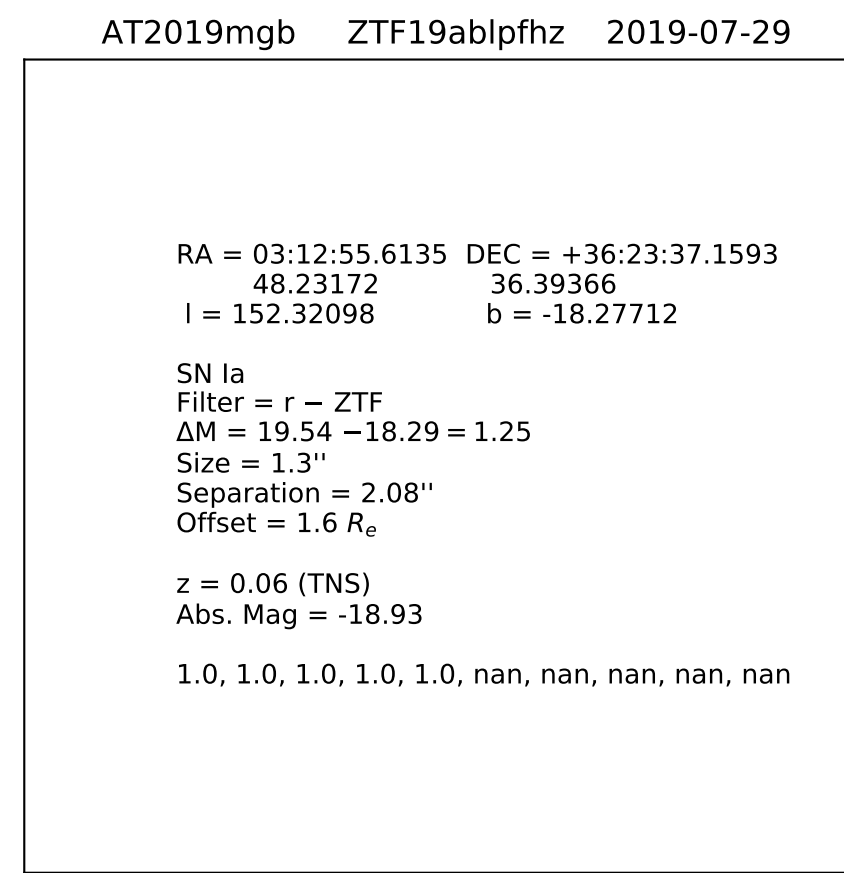 AT2019mgb ZTF19ablpfhz 2019-07-29
RA = 03:12:55.6135 DEC = +36:23:37.1593
48.23172 36.39366
l = 152.32098 b = -18.27712
SN Ia
Filter = r − ZTF
ΔM = 19.54 −18.29 = 1.25
Size = 1.3''
Separation = 2.08''
Offset = 1.6 Rₑ
z = 0.06 (TNS)
Abs. Mag = -18.93
1.0, 1.0, 1.0, 1.0, 1.0, nan, nan, nan, nan, nan